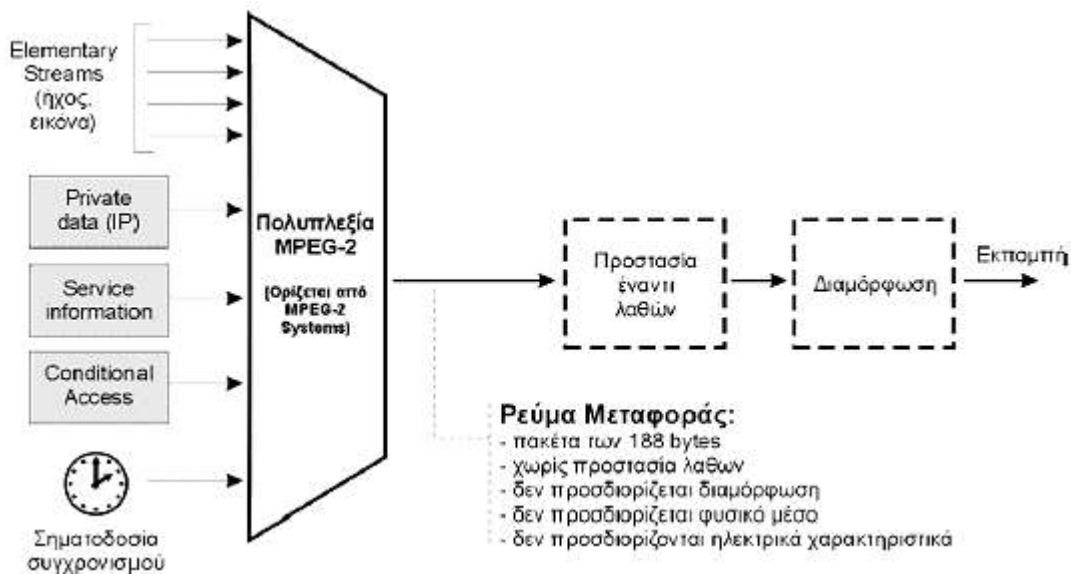 Elementary
Streams
(ήχος,
εικόνα)
Private
data (IP)
Service
information
Conditional
Access
Σηματοδοσία
συγχρονισμού
Πολυπλεξία
MPEG-2
(Ορίζεται από
MPEG-2
Systems)
Προστασία
έναντι
λαθών
Διαμόρφωση
Εκπομπή
Ρεύμα Μεταφοράς:
- πακέτα των 188 bytes
- χωρίς προστασία λαθων
- δεν προσδιορίζεται διαμόρφωση
- δεν προσδιορίζεται φυσικό μέσο
- δεν προσδιορίζονται ηλεκτρικά χαρακτηριστικά